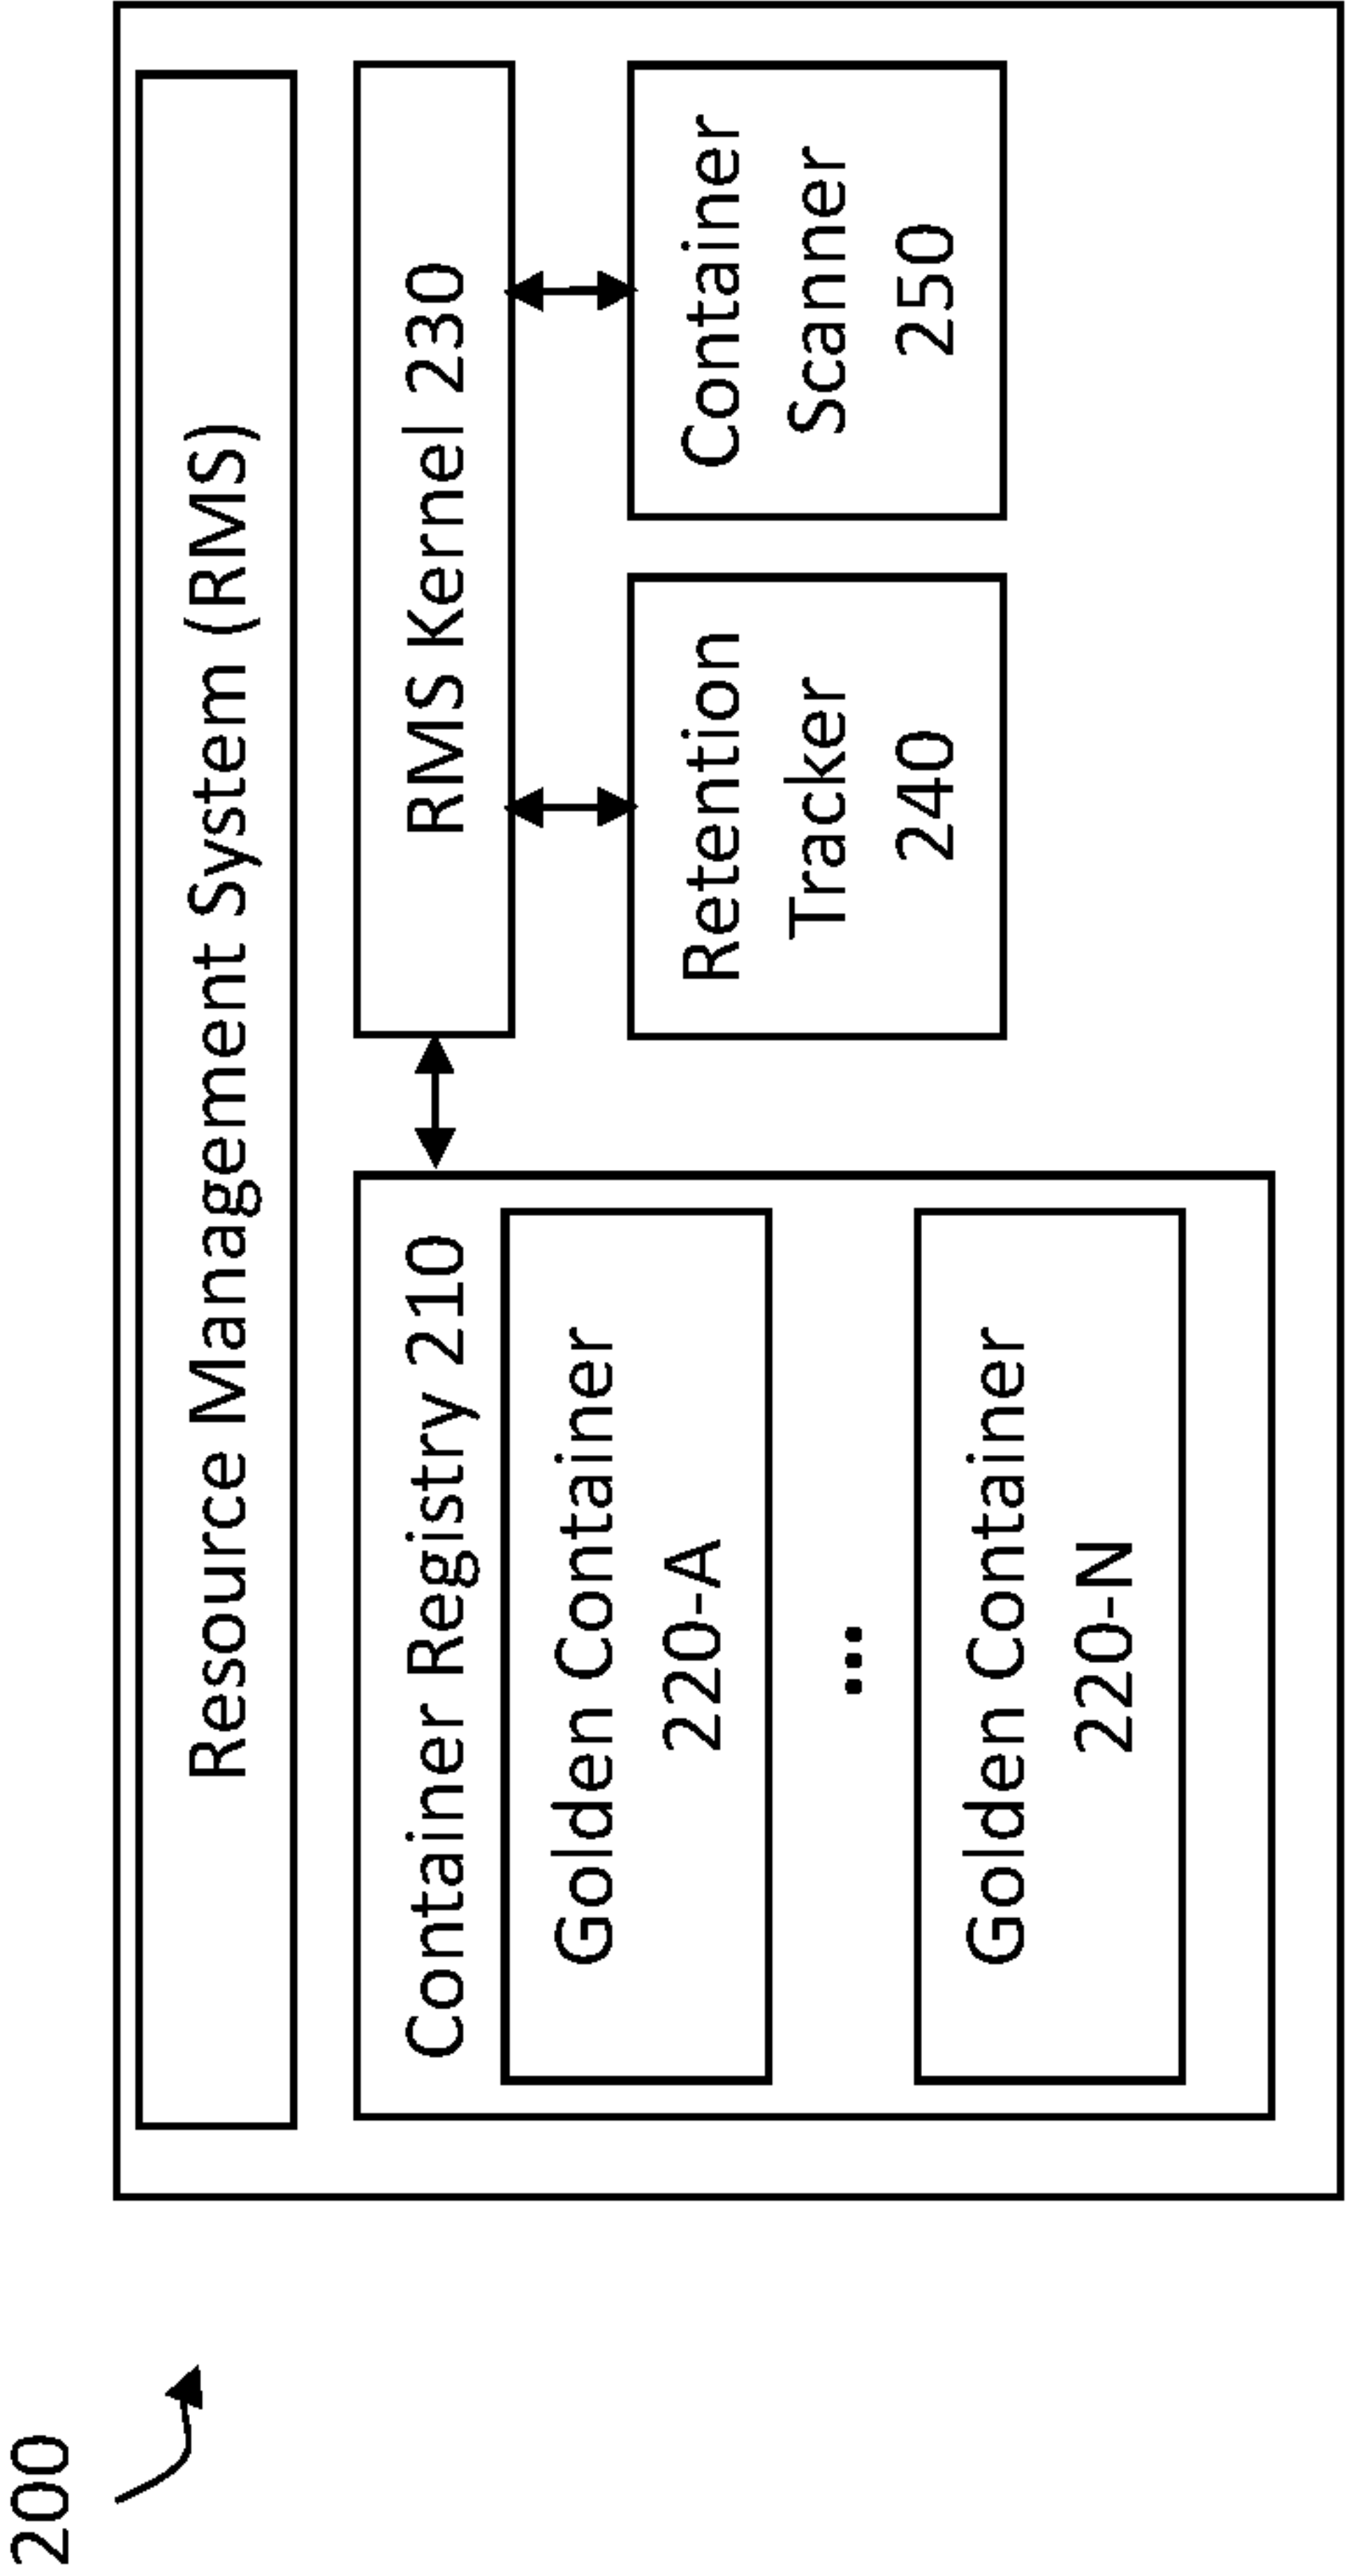 200
Resource Management System (RMS)
Container Registry 210
Golden Container
220-A
...
Golden Container
220-N
RMS Kernel 230
Retention
Tracker
240
Container
Scanner
250